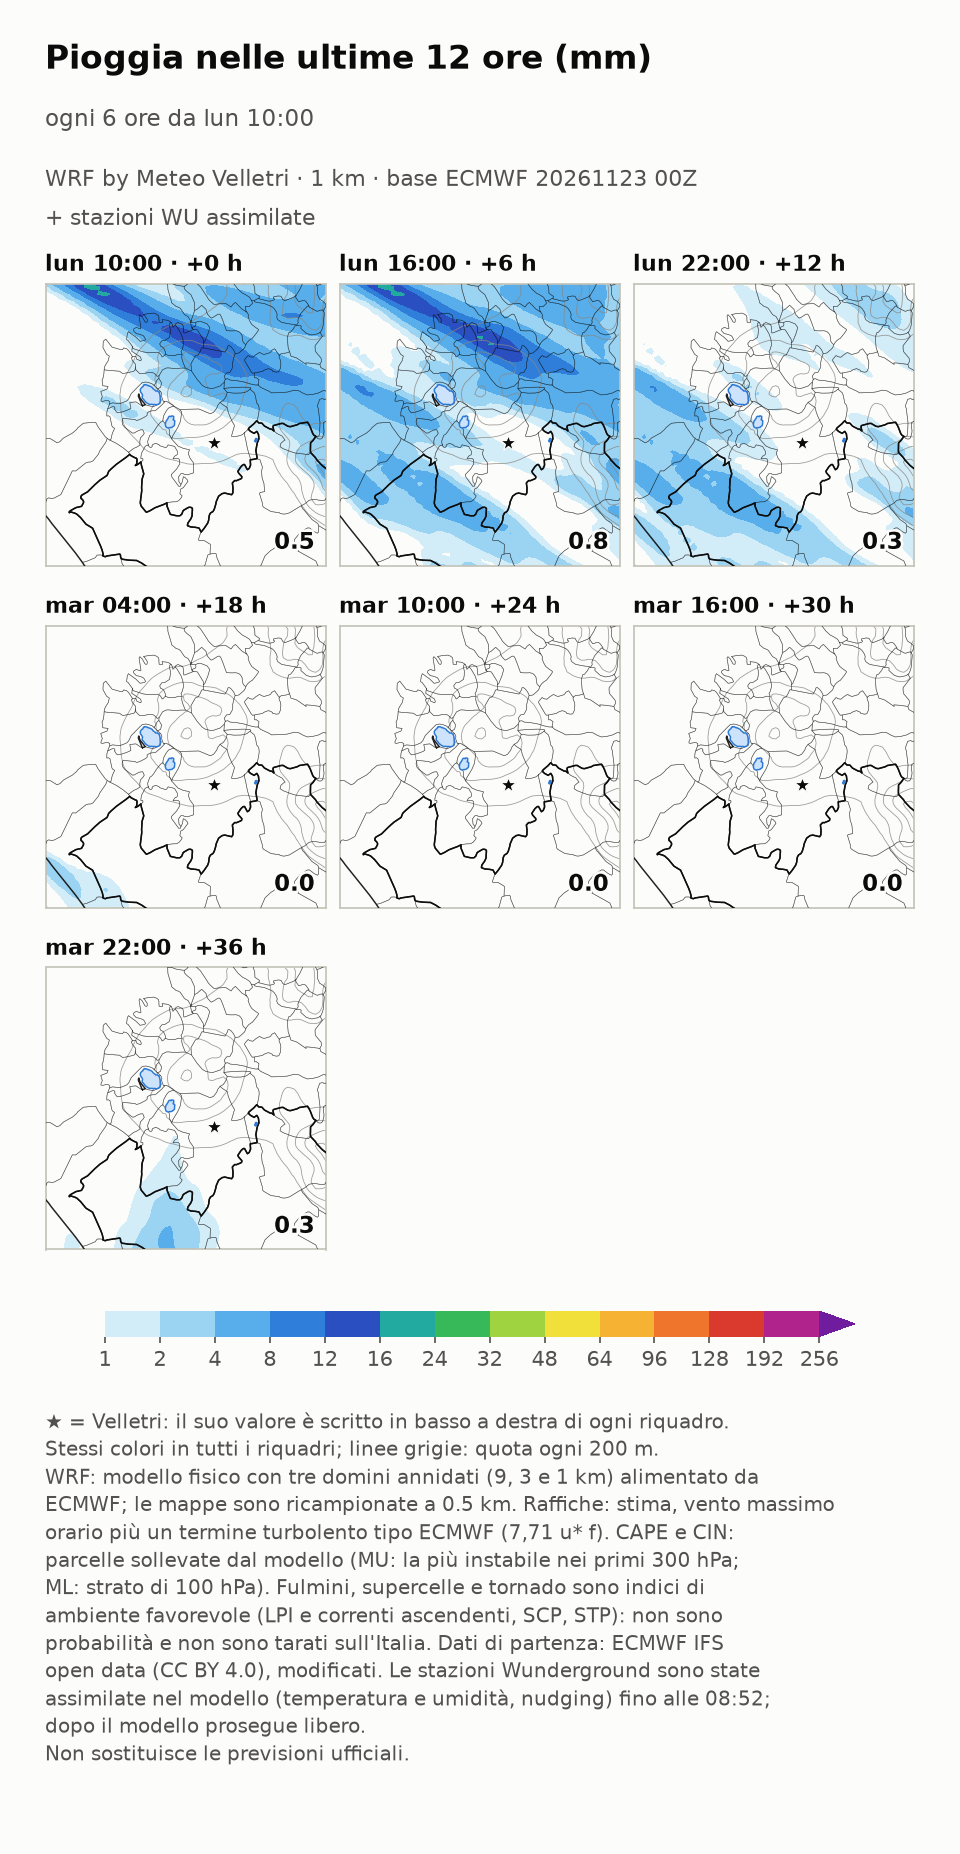 Pioggia nelle ultime 12 ore (mm)
ogni 6 ore da lun 10:00
WRF by Meteo Velletri · 1 km · base ECMWF 20261123 00Z
+ stazioni WU assimilate
lun 10:00 · +0 h
lun 16:00 · +6 h
lun 22:00 · +12 h
0.5
0.8
0.3
mar 04:00 · +18 h
mar 10:00 · +24 h
mar 16:00 · +30 h
0.0
0.0
0.0
mar 22:00 · +36 h
0.3
1 2 4 8 12 16 24 32 48 64 96 128 192 256
★ = Velletri: il suo valore è scritto in basso a destra di ogni riquadro.
Stessi colori in tutti i riquadri; linee grigie: quota ogni 200 m.
WRF: modello fisico con tre domini annidati (9, 3 e 1 km) alimentato da
ECMWF; le mappe sono ricampionate a 0.5 km. Raffiche: stima, vento massimo
orario più un termine turbolento tipo ECMWF (7,71 u* f). CAPE e CIN:
parcelle sollevate dal modello (MU: la più instabile nei primi 300 hPa;
ML: strato di 100 hPa). Fulmini, supercelle e tornado sono indici di
ambiente favorevole (LPI e correnti ascendenti, SCP, STP): non sono
probabilità e non sono tarati sull'Italia. Dati di partenza: ECMWF IFS
open data (CC BY 4.0), modificati. Le stazioni Wunderground sono state
assimilate nel modello (temperatura e umidità, nudging) fino alle 08:52;
dopo il modello prosegue libero.
Non sostituisce le previsioni ufficiali.